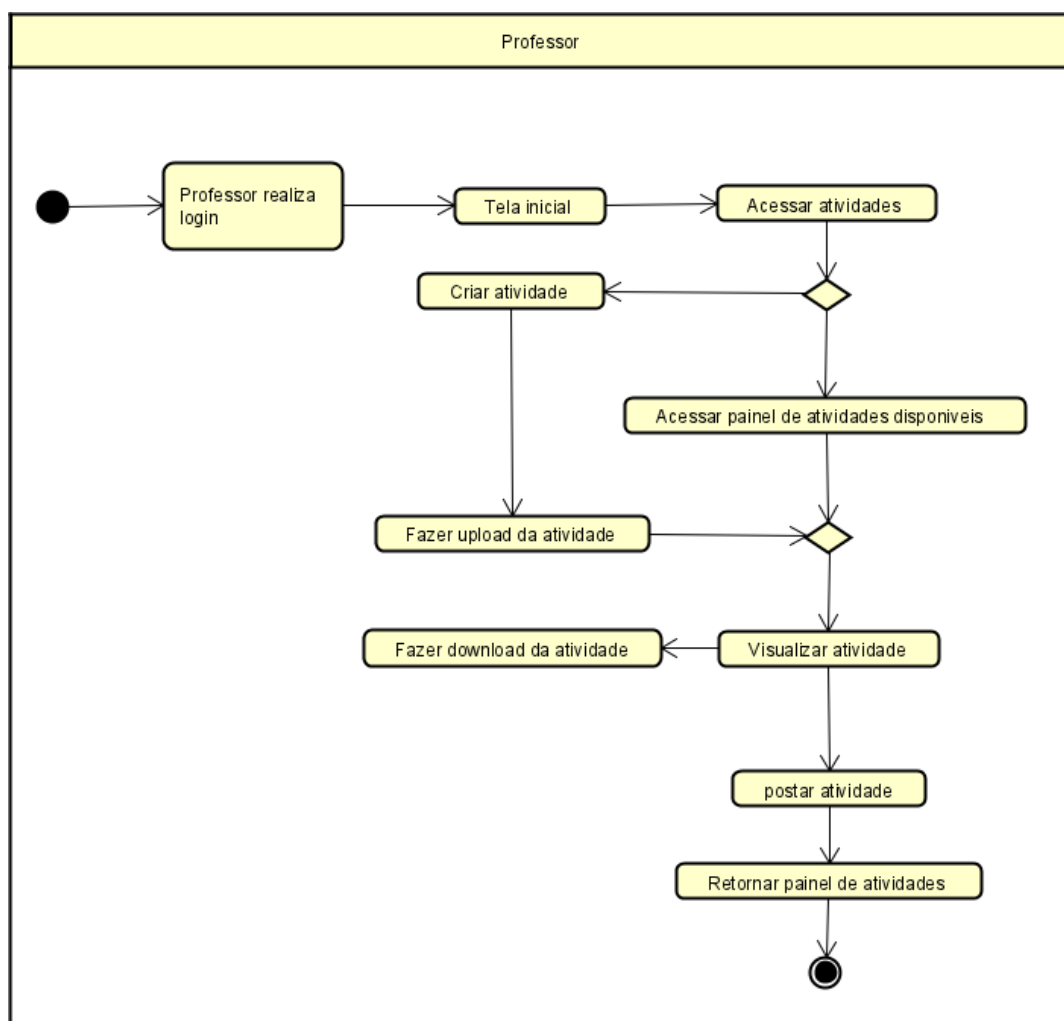 Professor
Professor realiza
login
Tela inicial
Acessar atividades
Criar atividade
Acessar painel de atividades disponiveis
Fazer upload da atividade
Fazer download da atividade
Visualizar atividade
postar atividade
Retornar painel de atividades